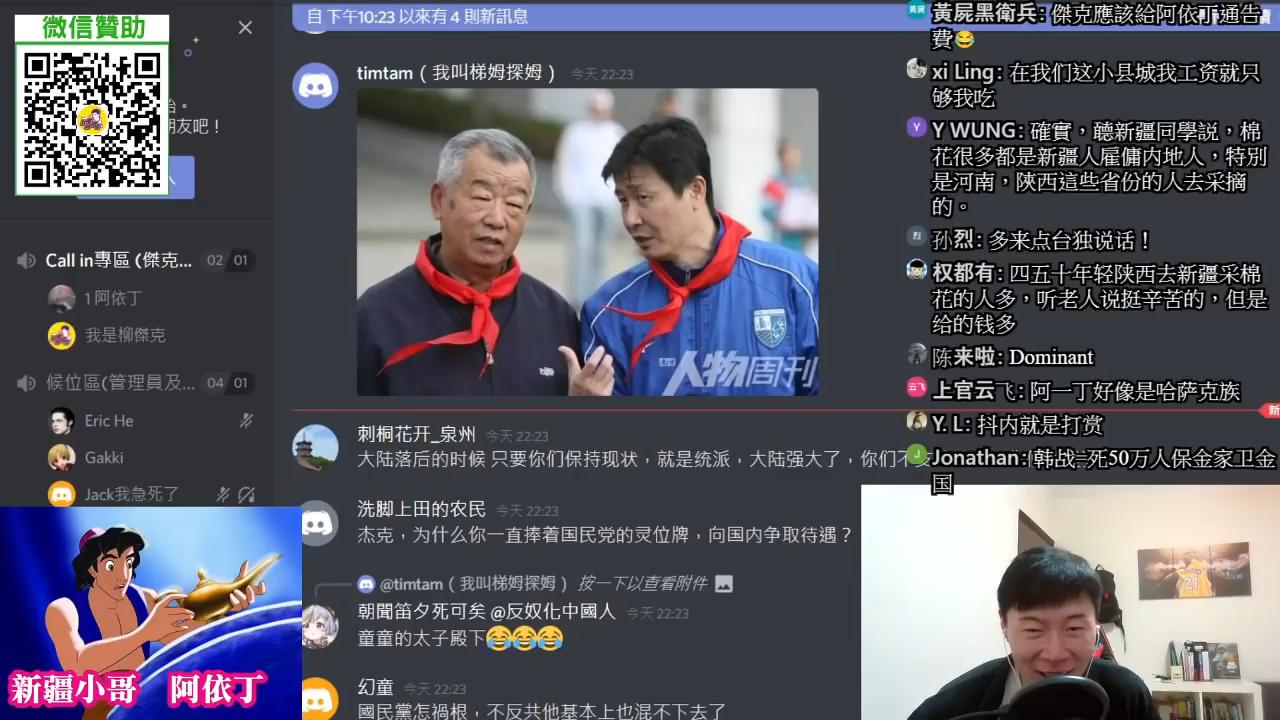 微信贊助
朋友吧！
Call in專區 (傑克... 02 01
1 阿依丁
我是柳傑克
候位區(管理員及... 04 01
Eric He
Gakki
Jack我急死了
新疆小哥 阿依丁
自 下午10:23 以來有 4 則新訊息
timtam（我叫梯姆探姆） 今天 22:23
人物周刊
刺桐花开_泉州 今天 22:23
大陆落后的时候 只要你们保持现状，就是统派，大陆强大了，你们不
洗脚上田的农民 今天 22:23
杰克，为什么你一直捧着国民党的灵位牌，向国内争取待遇？
@timtam（我叫梯姆探姆） 按一下以查看附件
朝聞笛夕死可矣 @反奴化中國人 今天 22:23
童童的太子殿下😂😂😂
幻童 今天 22:23
國民黨怎禍根，不反共他基本上也混不下去了
黃屍黑衛兵: 傑克應該給阿依丁通告
費😂
xi Ling: 在我们这小县城我工资就只
够我吃
Y WUNG: 確實，聽新疆同學説，棉
花很多都是新疆人雇傭内地人，特別
是河南，陝西這些省份的人去采摘
的。
孙烈: 多来点台独说话！
权都有: 四五十年轻陕西去新疆采棉
花的人多，听老人说挺辛苦的，但是
给的钱多
陈来啦: Dominant
上官云飞: 阿一丁好像是哈萨克族
Y. L: 抖内就是打赏
Jonathan: 韩战=死50万人保金家卫金
国
新